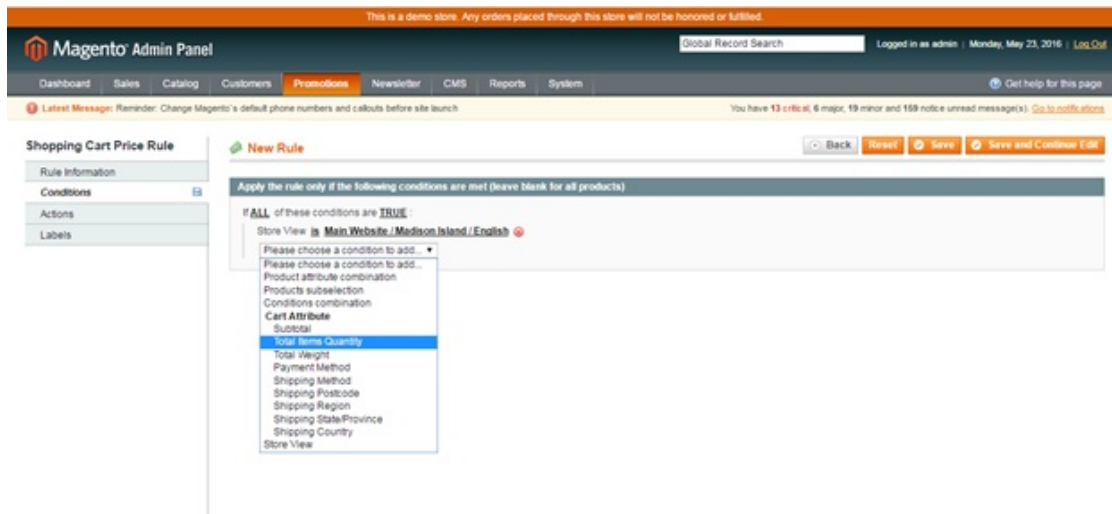 This is a demo store. Any orders placed through this store will not be honored or fulfilled.
Magento Admin Panel
Global Record Search
Logged in as admin | Monday, May 23, 2016 | Log Out
Dashboard Sales Catalog Customers Promotions Newsletter CMS Reports System
Get help for this page
Latest Message: Reminder: Change Magento's default phone numbers and callouts before site launch
You have 13 critical, 6 major, 19 minor and 159 notice unread message(s). Go to notifications
Shopping Cart Price Rule
Rule Information
Conditions
Actions
Labels
New Rule
Back Reset Save Save and Continue Edit
Apply the rule only if the following conditions are met (leave blank for all products)
If ALL of these conditions are TRUE :
Store View is Main Website / Madison Island / English
Please choose a condition to add...
Please choose a condition to add...
Product attribute combination
Products subselection
Conditions combination
Cart Attribute
Subtotal
Total Items Quantity
Total Weight
Payment Method
Shipping Method
Shipping Postcode
Shipping Region
Shipping State/Province
Shipping Country
Store View